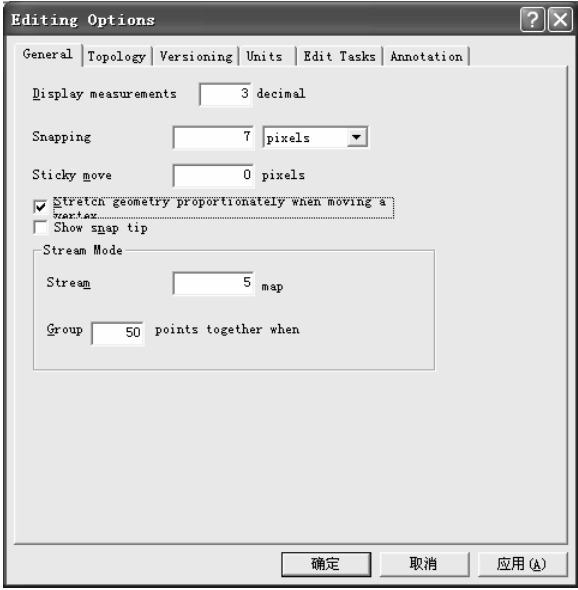 Editing Options
General Topology Versioning Units Edit Tasks Annotation
Display measurements 3 decimal
Snapping 7 pixels
Sticky move 0 pixels
Stretch geometry proportionately when moving a
vertex
Show snap tip
Stream Mode
Stream 5 map
Group 50 points together when
确定 取消 应用(A)